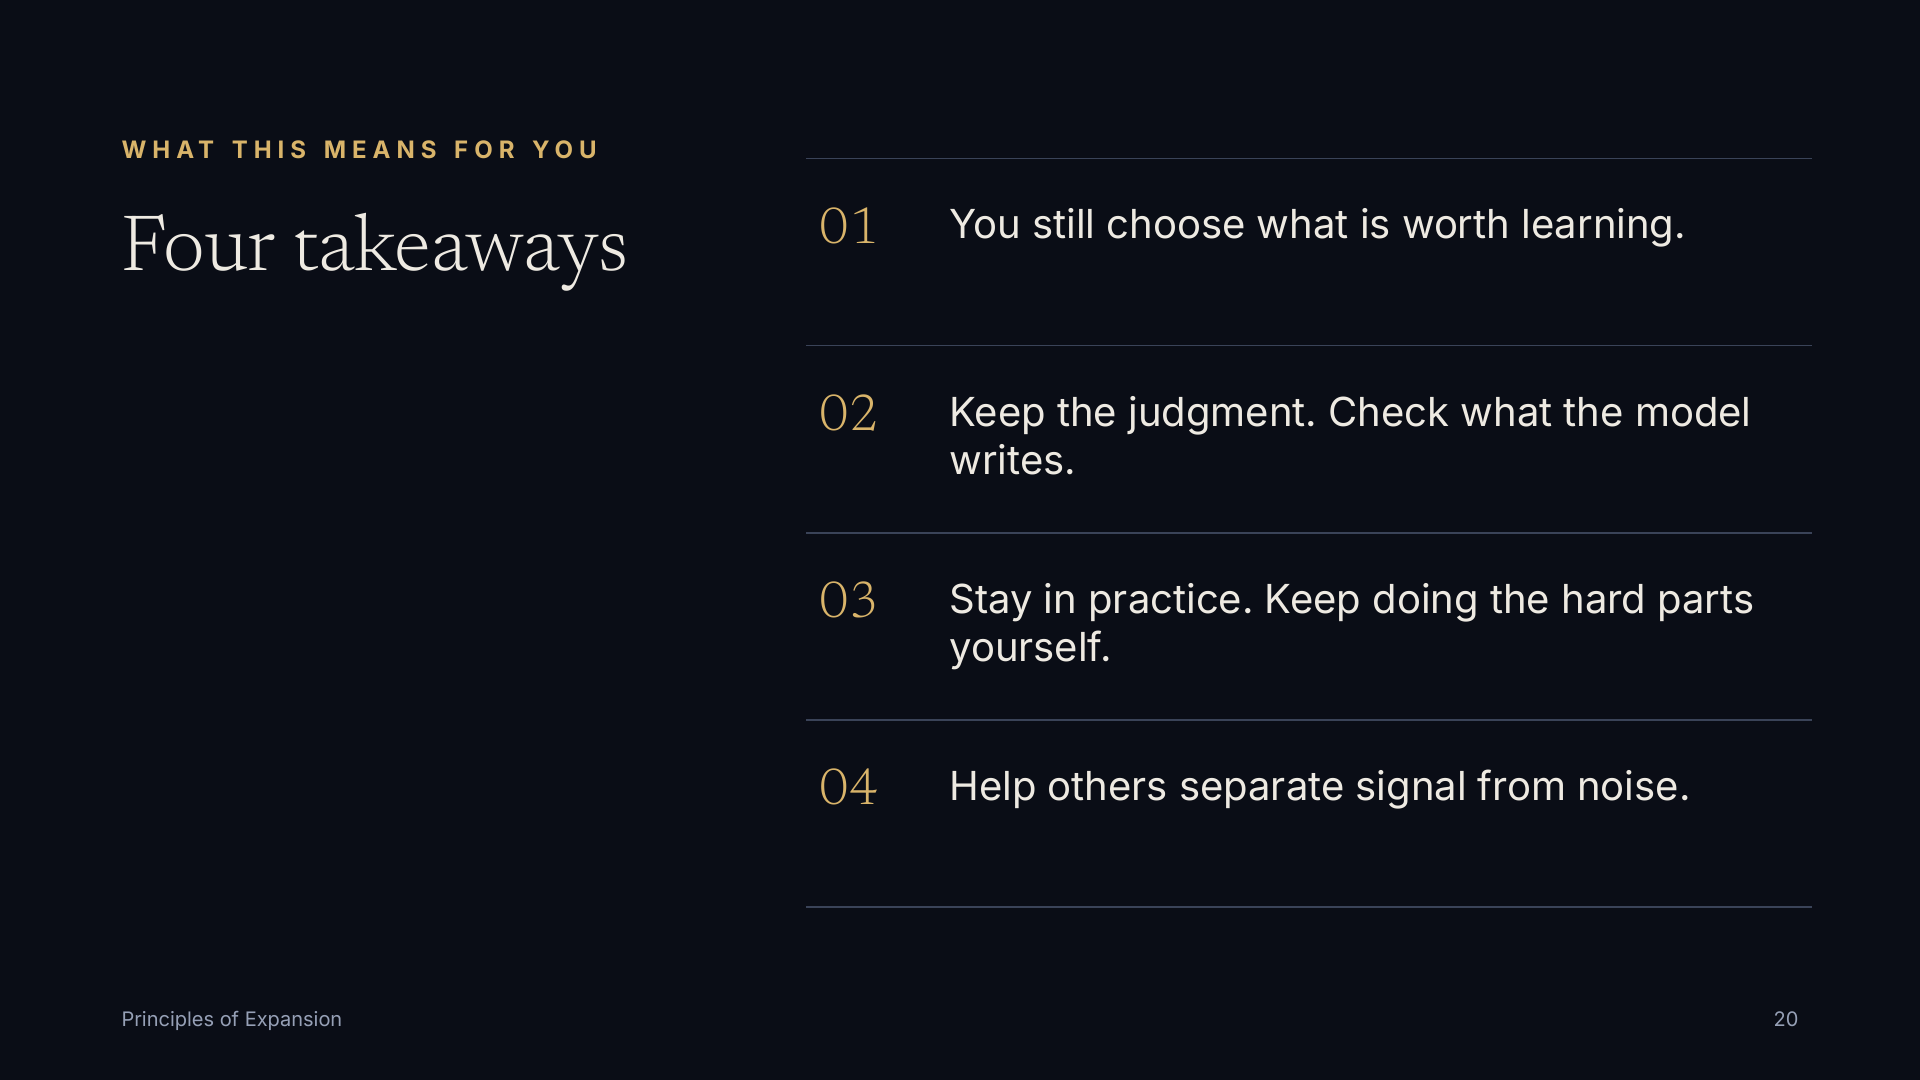 WHAT THIS MEANS FOR YOU
Four takeaways
01
You still choose what is worth learning.
02
Keep the judgment. Check what the model
writes.
03
Stay in practice. Keep doing the hard parts
yourself.
04
Help others separate signal from noise.
Principles of Expansion
20